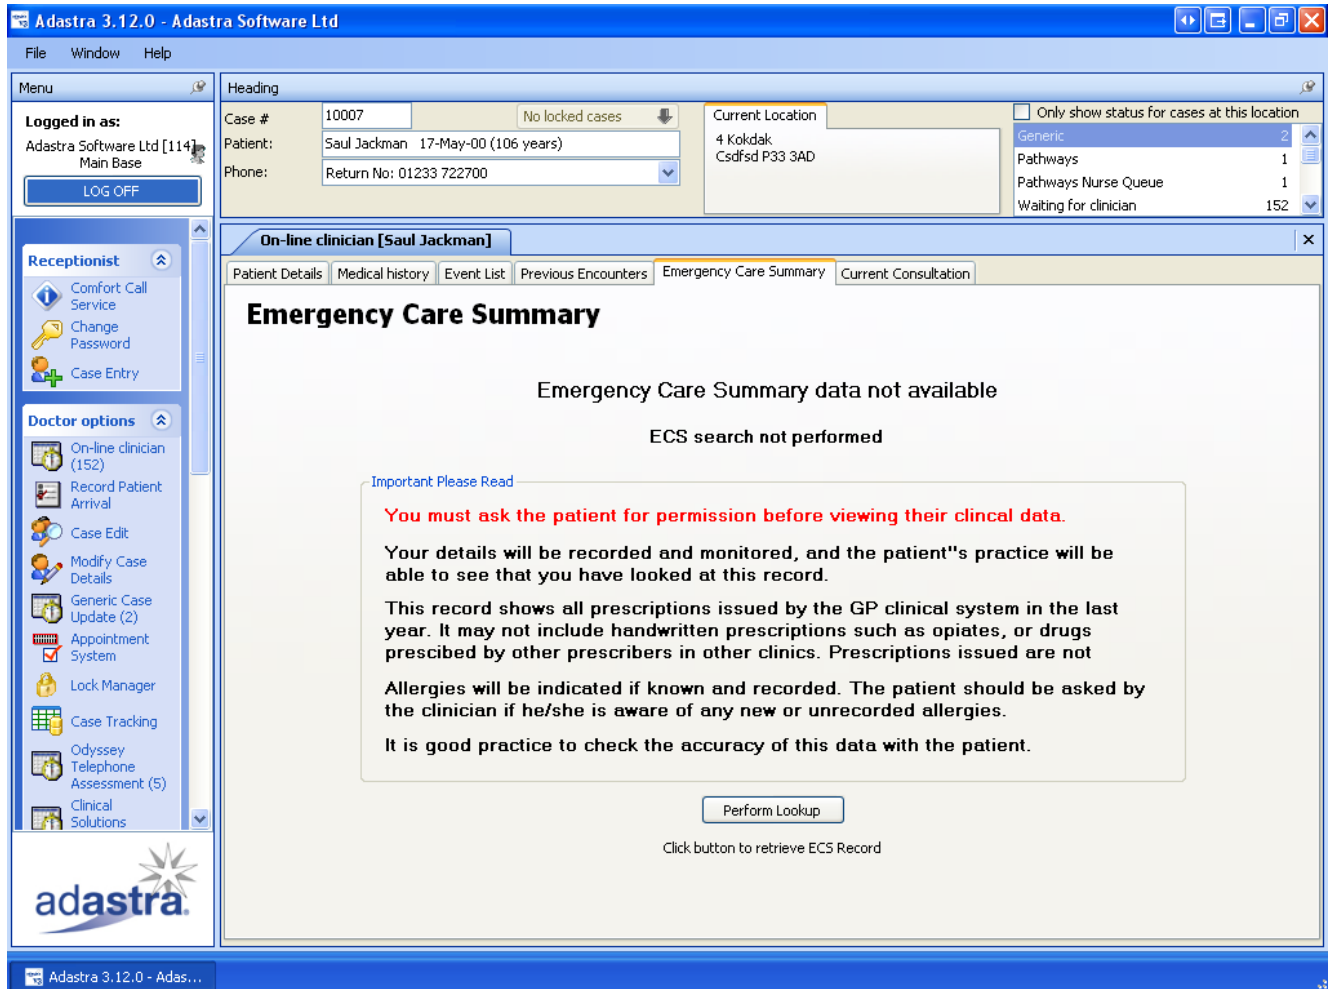 Adastra 3.12.0 - Adastra Software Ltd
File Window Help
Menu
Logged in as:
Adastra Software Ltd [114]
Main Base
LOG OFF
Heading
Case #
10007
No locked cases
Patient:
Saul Jackman 17-May-00 (106 years)
Phone:
Return No: 01233 722700
Current Location
4 Kokdak
Csdfsd P33 3AD
Only show status for cases at this location
Generic 2
Pathways 1
Pathways Nurse Queue 1
Waiting for clinician 152
Receptionist
Comfort Call
Service
Change
Password
Case Entry
Doctor options
On-line clinician
(152)
Record Patient
Arrival
Case Edit
Modify Case
Details
Generic Case
Update (2)
Appointment
System
Lock Manager
Case Tracking
Odyssey
Telephone
Assessment (5)
Clinical
Solutions
adastra
On-line clinician [Saul Jackman]
Patient Details Medical history Event List Previous Encounters Emergency Care Summary Current Consultation
Emergency Care Summary
Emergency Care Summary data not available
ECS search not performed
Important Please Read
You must ask the patient for permission before viewing their clincal data.
Your details will be recorded and monitored, and the patient"s practice will be
able to see that you have looked at this record.
This record shows all prescriptions issued by the GP clinical system in the last
year. It may not include handwritten prescriptions such as opiates, or drugs
prescibed by other prescribers in other clinics. Prescriptions issued are not
Allergies will be indicated if known and recorded. The patient should be asked by
the clinician if he/she is aware of any new or unrecorded allergies.
It is good practice to check the accuracy of this data with the patient.
Perform Lookup
Click button to retrieve ECS Record
Adastra 3.12.0 - Adas...